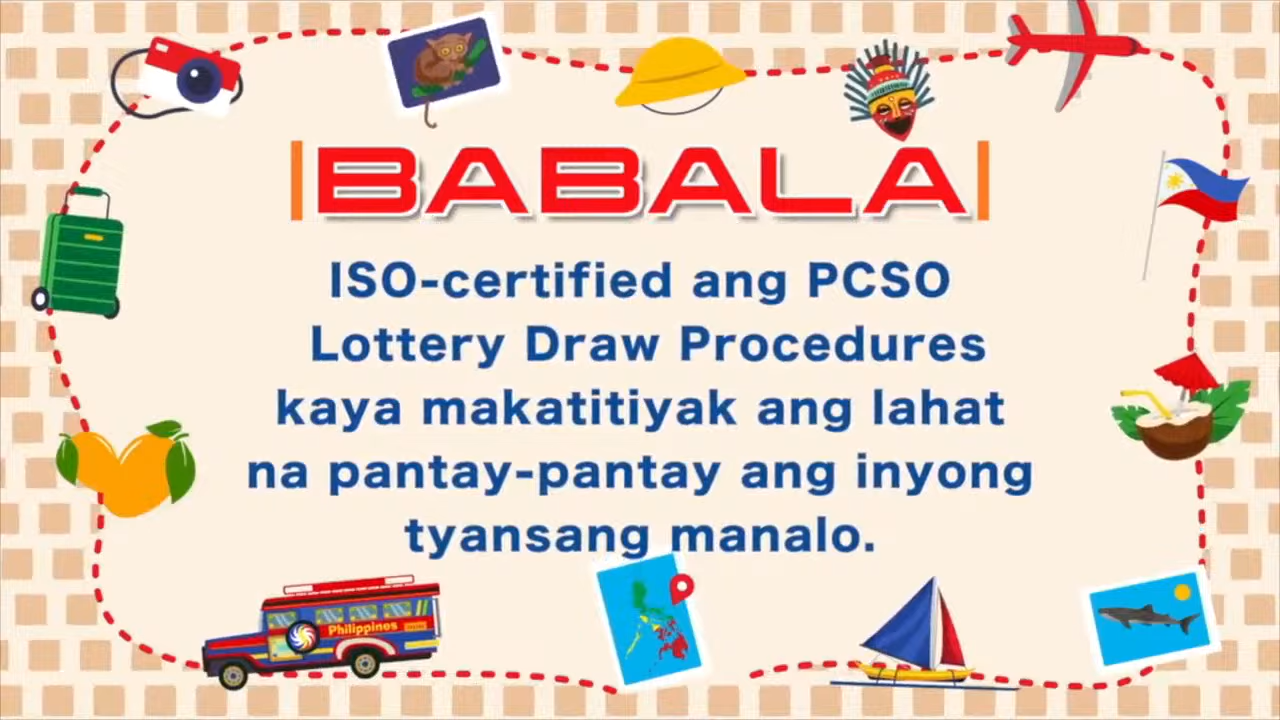 BABALA
ISO-certified ang PCSO
Lottery Draw Procedures
kaya makatitiyak ang lahat
na pantay-pantay ang inyong
tyansang manalo.
Philippines